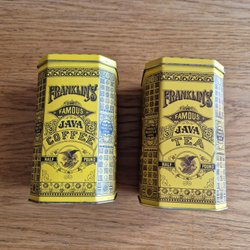 FRANKLIN'S
FAMOUS
JAVA
COFFEE
HALF POUND
FRANKLIN'S
FAMOUS
JAVA
TEA
HALF POUND